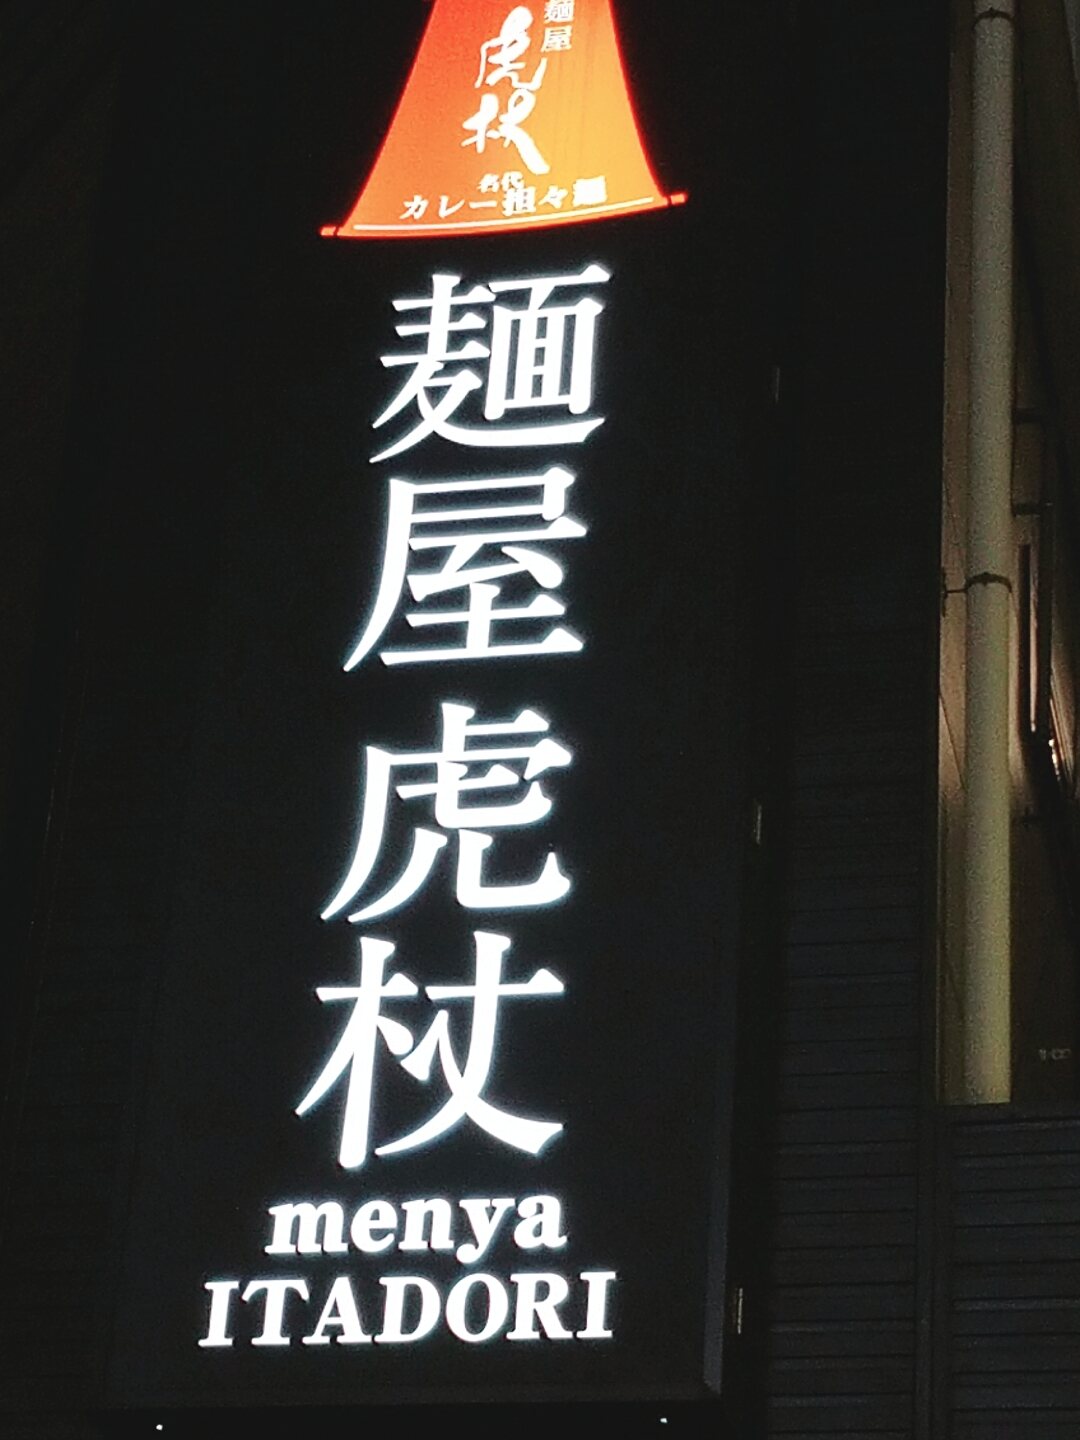 麺屋
虎杖
名代
カレー担々麺
麺屋 虎杖
menya
ITADORI